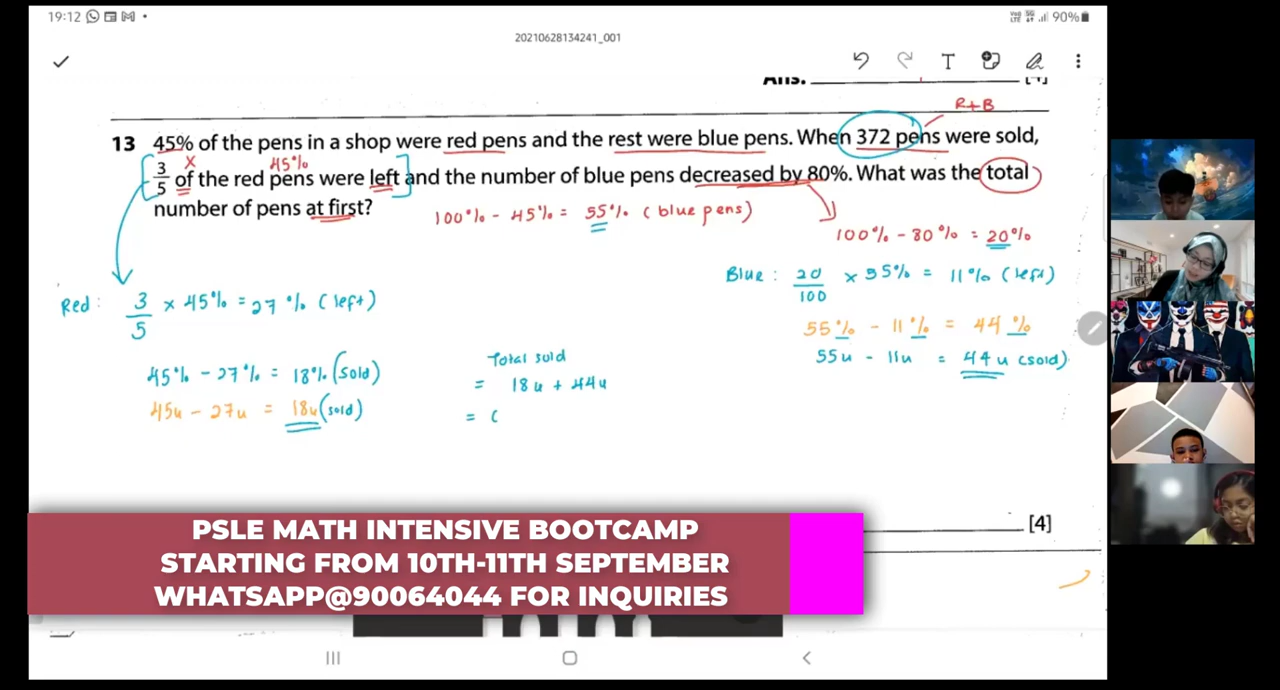 19:12
90%
20210628134241_001
T
Ans. [4]
R+B
13 45% of the pens in a shop were red pens and the rest were blue pens. When 372 pens were sold,
x 45%
3/5 of the red pens were left and the number of blue pens decreased by 80%. What was the total
number of pens at first?
100% - 45% = 55% (blue pens)
100% - 80% = 20%
Blue: 20/100 x 55% = 11% (left)
Red: 3/5 x 45% = 27% (left)
55% - 11% = 44%
55u - 11u = 44u (sold)
45% - 27% = 18% (sold)
45u - 27u = 18u (sold)
Total sold
= 18u + 44u
= (
[4]
PSLE MATH INTENSIVE BOOTCAMP
STARTING FROM 10TH-11TH SEPTEMBER
WHATSAPP@90064044 FOR INQUIRIES